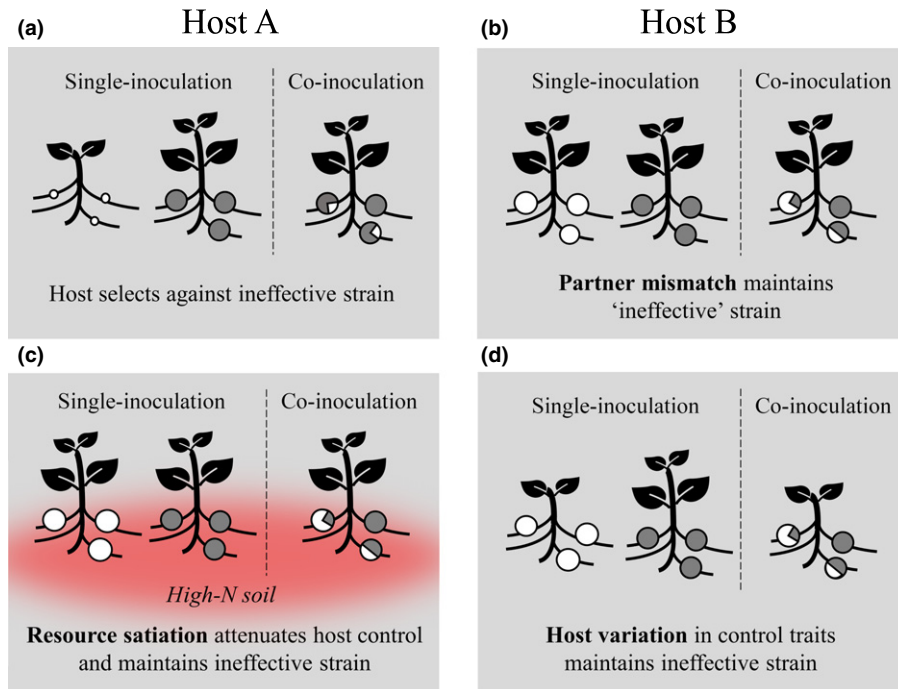 (a)
Host A
Single-inoculation
Co-inoculation
Host selects against ineffective strain
(b)
Host B
Single-inoculation
Co-inoculation
Partner mismatch maintains
‘ineffective’ strain
(c)
Single-inoculation
Co-inoculation
High-N soil
Resource satiation attenuates host control
and maintains ineffective strain
(d)
Single-inoculation
Co-inoculation
Host variation in control traits
maintains ineffective strain